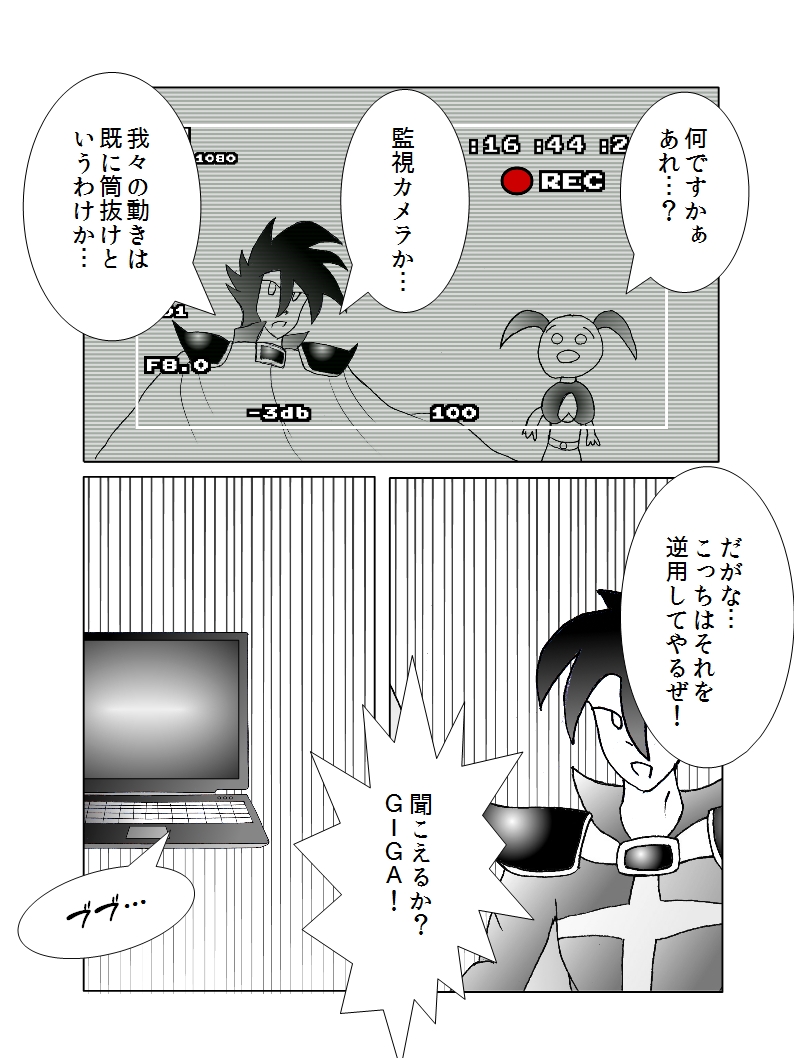 何ですかぁ
あれ…？
監視カメラか…
我々の動きは
既に筒抜けと
いうわけか…
1080
:16 :44 :2
REC
F8.0
-3db
100
だがな…
こっちはそれを
逆用してやるぜ！
聞こえるか？
ＧＩＧＡ！
ブブ…